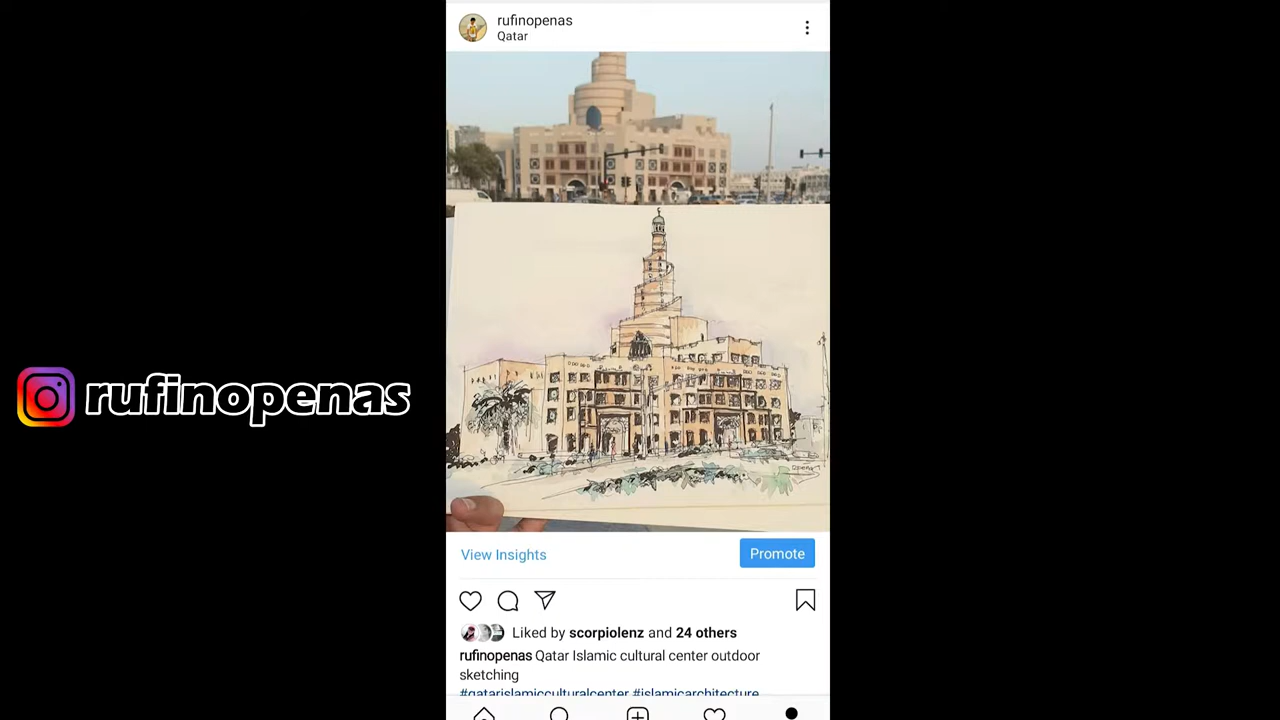 rufinopenas
Qatar
rufinopenas
View Insights
Promote
Liked by scorpiolenz and 24 others
rufinopenas Qatar Islamic cultural center outdoor
sketching
#qatarislamicculturalcenter #islamicarchitecture